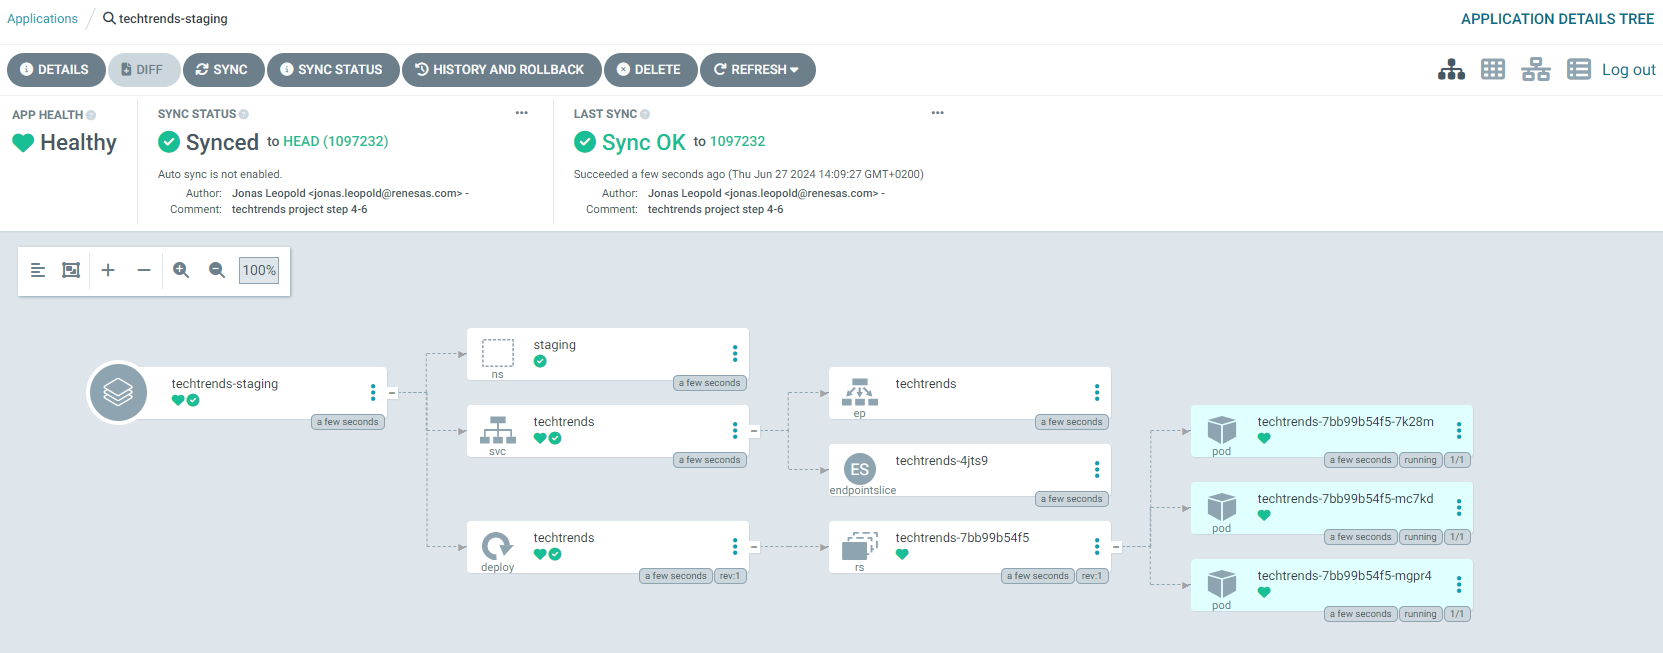 Applications / techtrends-staging
APPLICATION DETAILS TREE
DETAILS DIFF SYNC SYNC STATUS HISTORY AND ROLLBACK DELETE REFRESH
Log out
APP HEALTH
Healthy
SYNC STATUS
Synced to HEAD (1097232)
Auto sync is not enabled.
Author: Jonas Leopold <jonas.leopold@renesas.com> -
Comment: techtrends project step 4-6
LAST SYNC
Sync OK to 1097232
Succeeded a few seconds ago (Thu Jun 27 2024 14:09:27 GMT+0200)
Author: Jonas Leopold <jonas.leopold@renesas.com> -
Comment: techtrends project step 4-6
100%
techtrends-staging
a few seconds
staging
ns
a few seconds
techtrends
svc
a few seconds
techtrends
deploy
a few seconds rev:1
techtrends
ep
a few seconds
ES
techtrends-4jts9
endpointslice
a few seconds
techtrends-7bb99b54f5
rs
a few seconds rev:1
techtrends-7bb99b54f5-7k28m
pod
a few seconds running 1/1
techtrends-7bb99b54f5-mc7kd
pod
a few seconds running 1/1
techtrends-7bb99b54f5-mgpr4
pod
a few seconds running 1/1